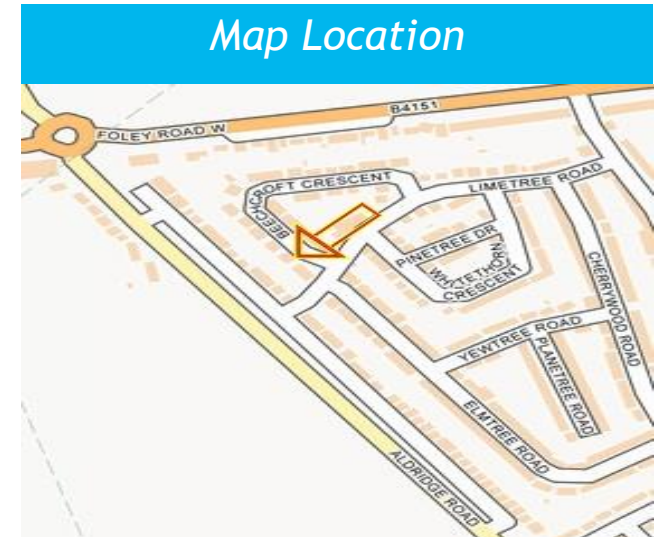 Map Location
B4151
FOLEY ROAD W
BEECHCROFT CRESCENT
LIMETREE ROAD
PINETREE DR
WHITETHORN
CRESCENT
CHERRYWOOD ROAD
YEWTREE ROAD
PLANETREE ROAD
ELMTREE ROAD
ALDRIDGE ROAD